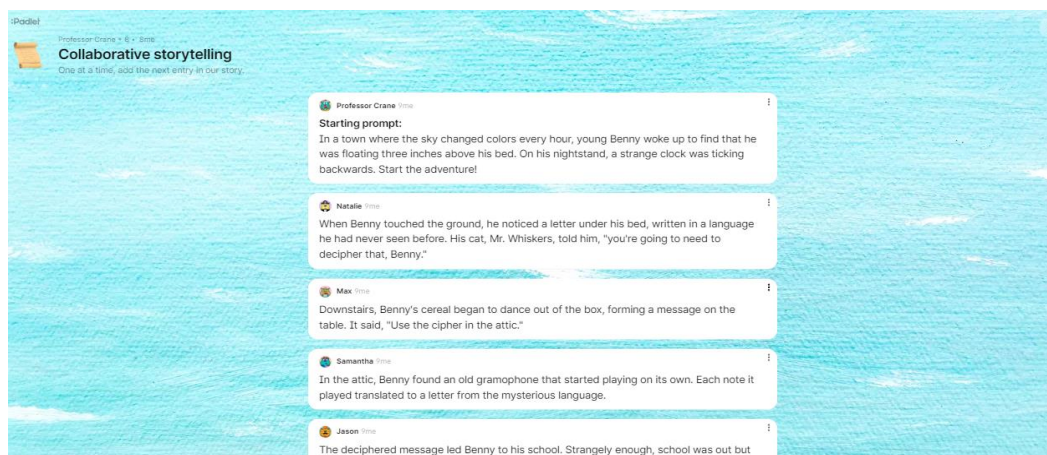 :Padlet
Professor Crane • 6 • 8mo
Collaborative storytelling
One at a time, add the next entry in our story.
Professor Crane 9mo
Starting prompt:
In a town where the sky changed colors every hour, young Benny woke up to find that he
was floating three inches above his bed. On his nightstand, a strange clock was ticking
backwards. Start the adventure!
Natalie 9mo
When Benny touched the ground, he noticed a letter under his bed, written in a language
he had never seen before. His cat, Mr. Whiskers, told him, "you're going to need to
decipher that, Benny."
Max 9mo
Downstairs, Benny's cereal began to dance out of the box, forming a message on the
table. It said, "Use the cipher in the attic."
Samantha 9mo
In the attic, Benny found an old gramophone that started playing on its own. Each note it
played translated to a letter from the mysterious language.
Jason 9mo
The deciphered message led Benny to his school. Strangely enough, school was out but